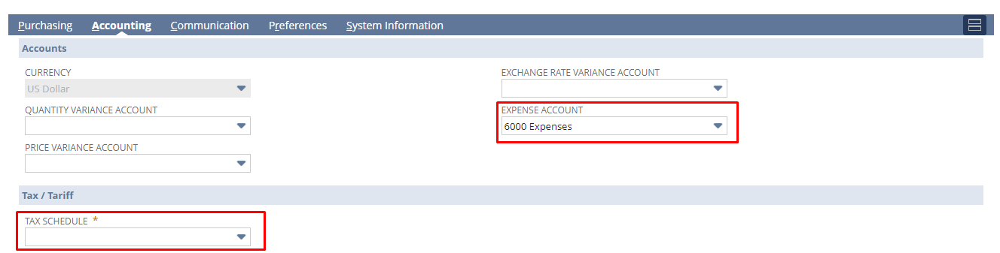 Purchasing Accounting Communication Preferences System Information
Accounts
CURRENCY
US Dollar
EXCHANGE RATE VARIANCE ACCOUNT
QUANTITY VARIANCE ACCOUNT
EXPENSE ACCOUNT
6000 Expenses
PRICE VARIANCE ACCOUNT
Tax / Tariff
TAX SCHEDULE *